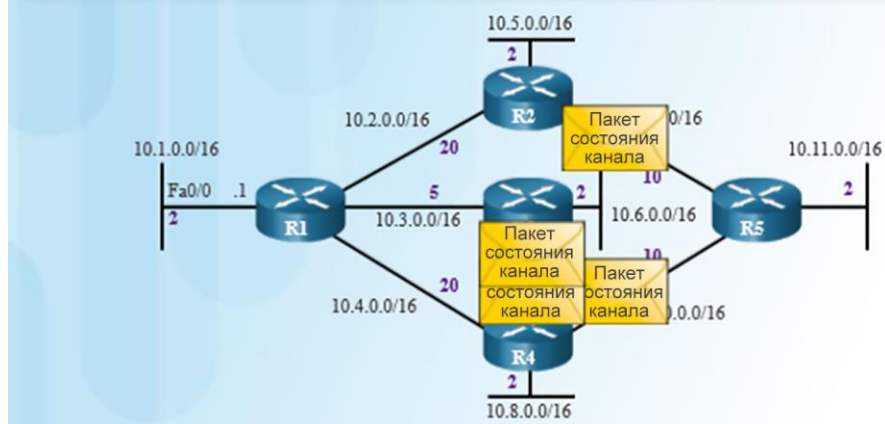 10.5.0.0/16
2
R2
10.2.0.0/16
20
Пакет
состояния
канала
0/16
10
10.1.0.0/16
10.11.0.0/16
Fa0/0 .1
2
R1
5
10.3.0.0/16
2
10.6.0.0/16
R5
2
Пакет
состояния
канала
10
20
состояния
канала
Пакет
остояния
канала
10.4.0.0/16
.0.0/16
R4
2
10.8.0.0/16